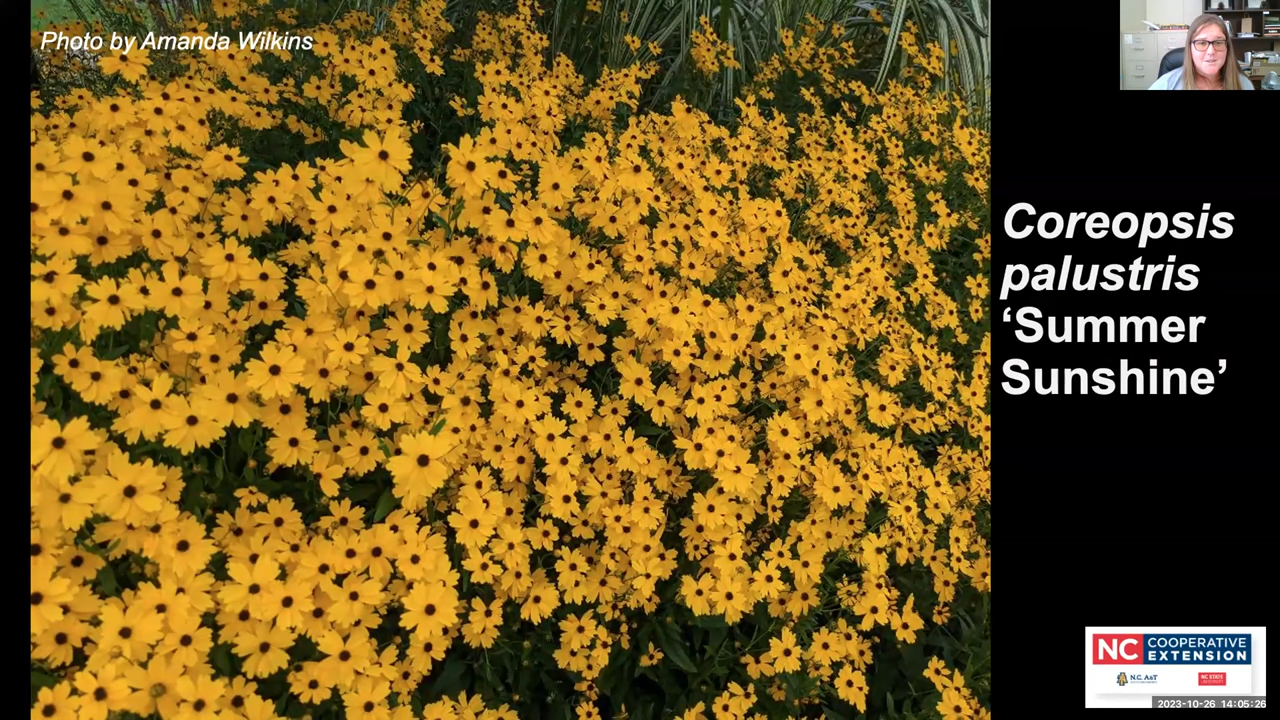 Photo by Amanda Wilkins
Coreopsis
palustris
‘Summer
Sunshine’
NC COOPERATIVE
EXTENSION
N.C. A&T
NC STATE
2023-10-26 14:05:26